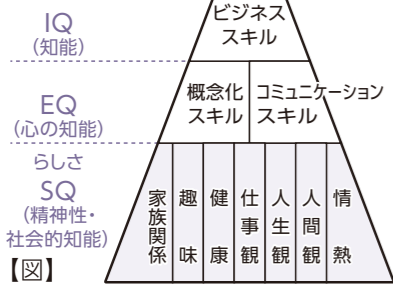 IQ
（知能）
ビジネス
スキル
EQ
（心の知能）
概念化
スキル
コミュニケーション
スキル
らしさ
SQ
（精神性・
社会的知能）
家族関係
趣味
健康
仕事観
人生観
人間観
情熱
【図】